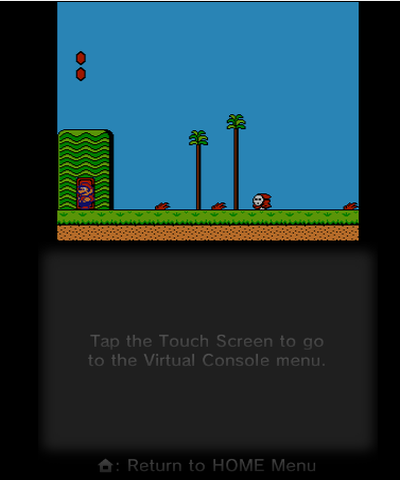 Tap the Touch Screen to go
to the Virtual Console menu.
: Return to HOME Menu